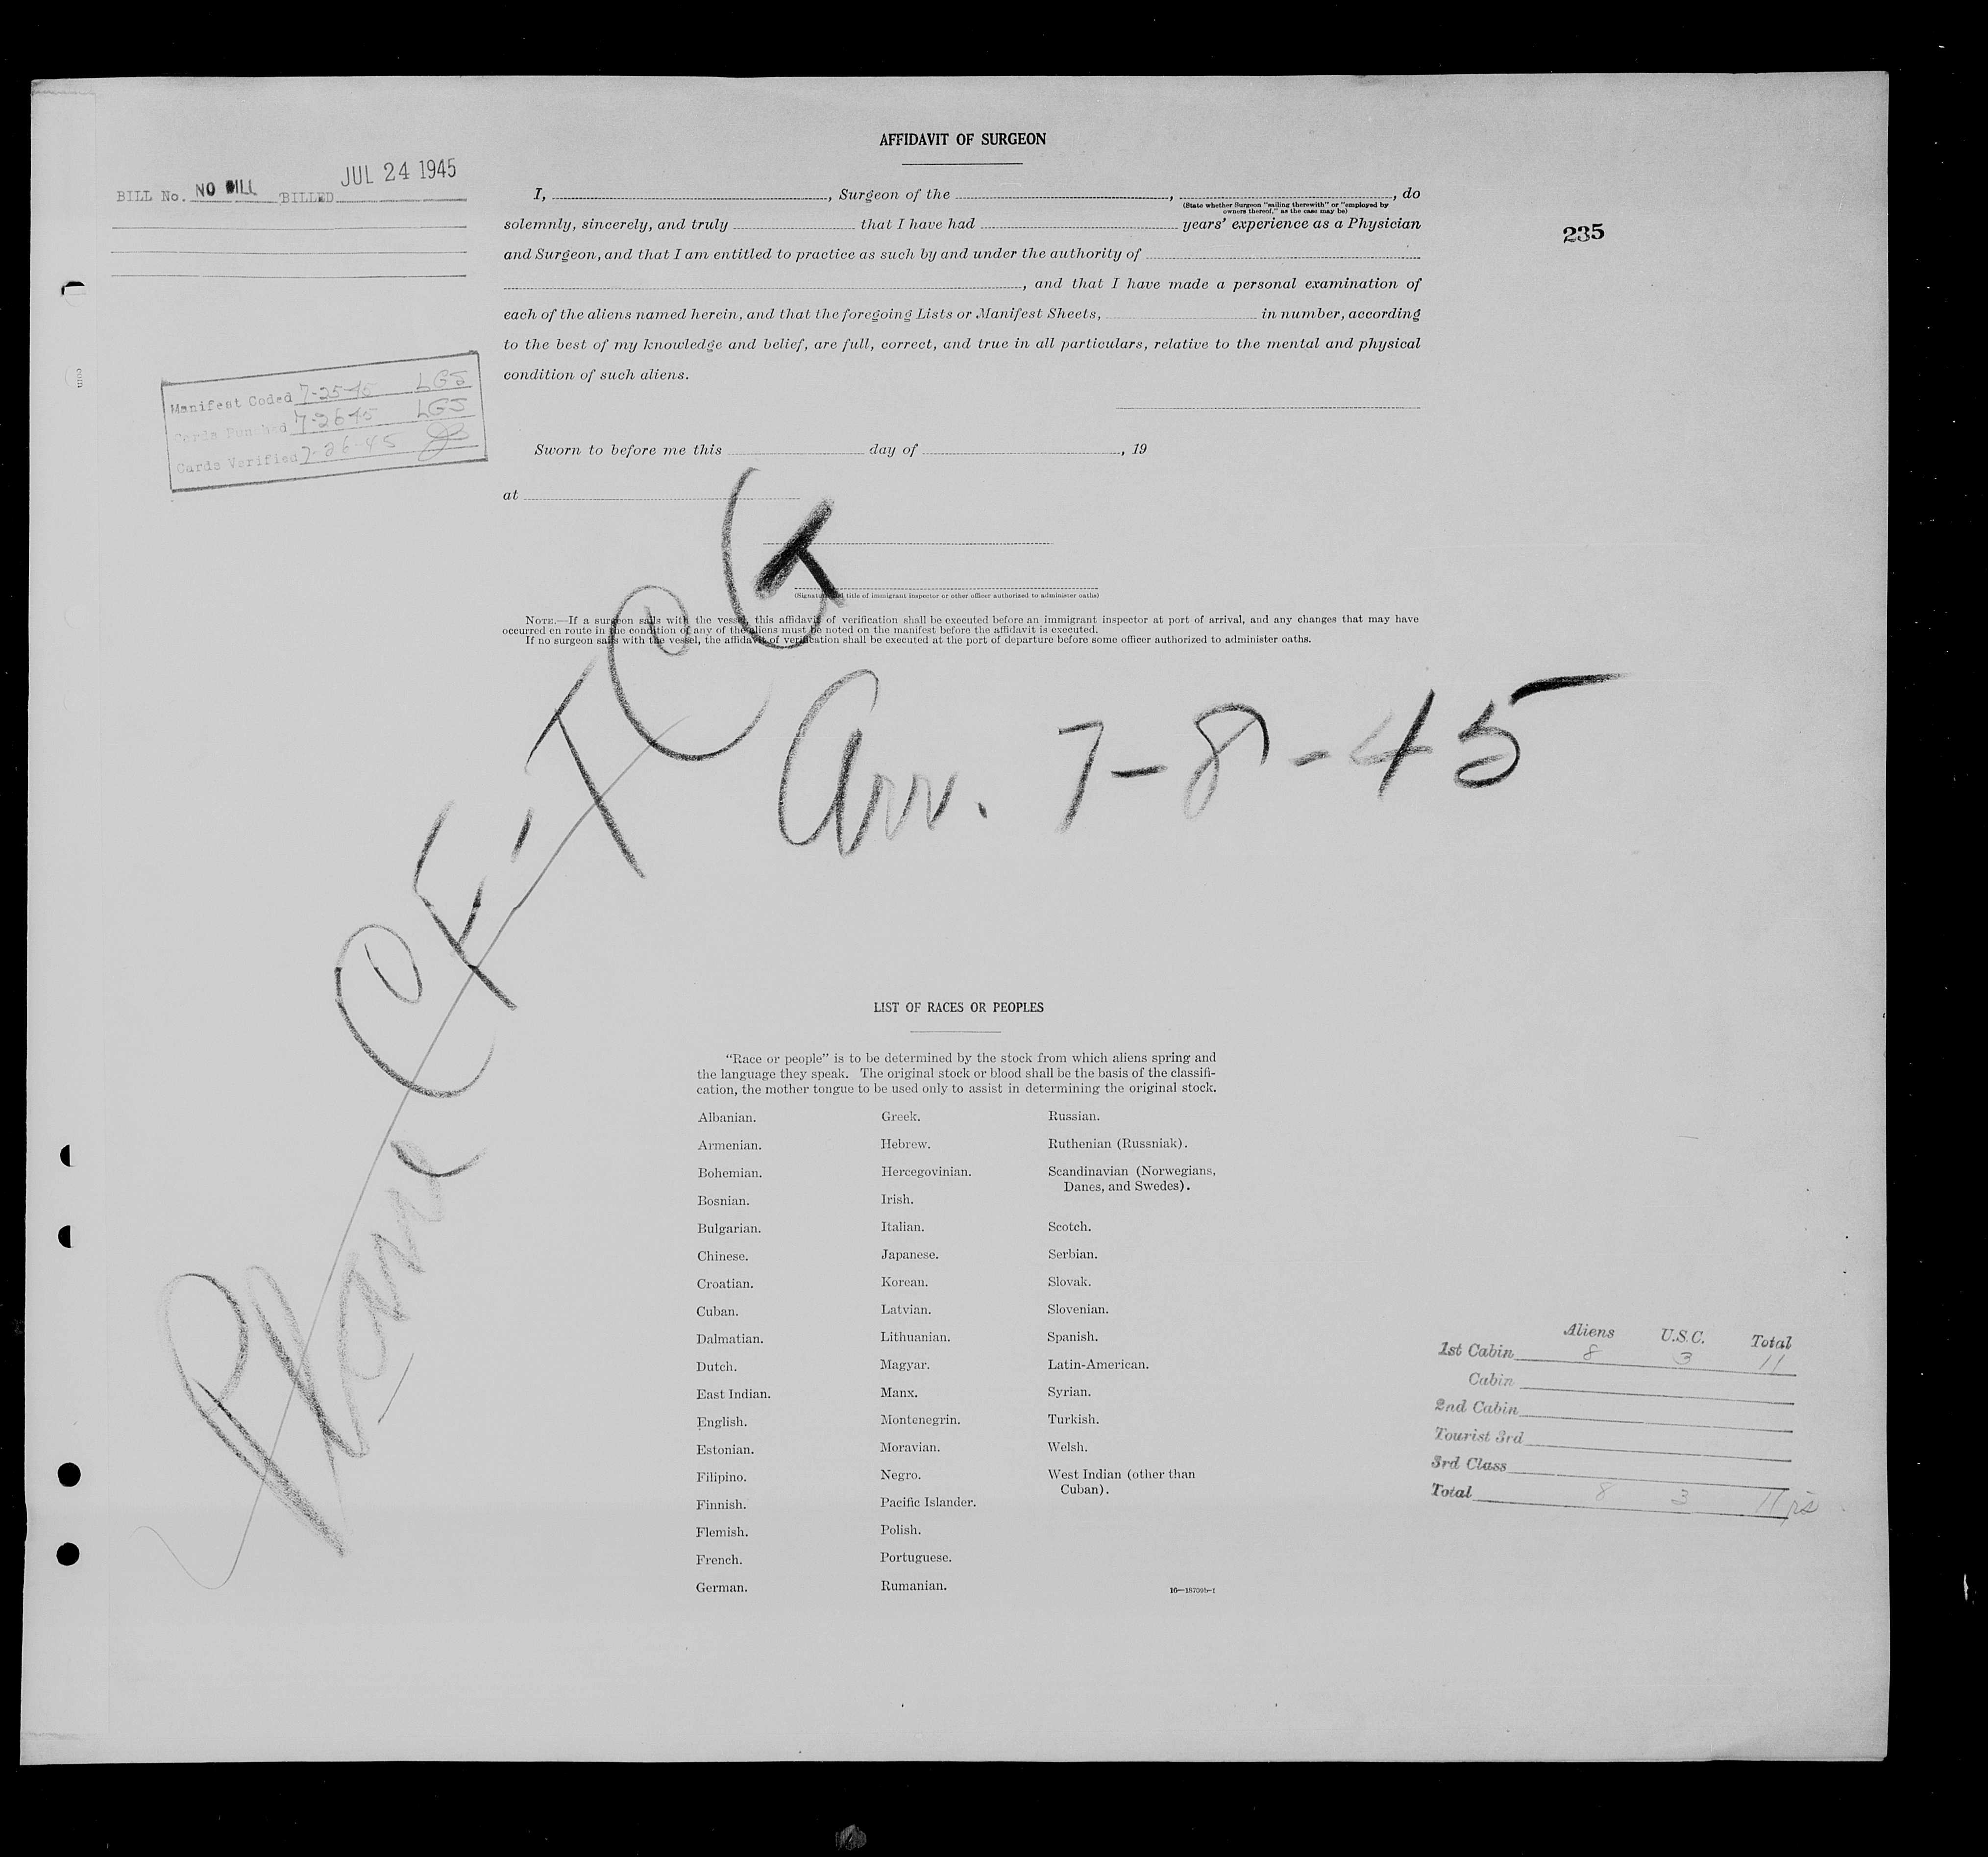 AFFIDAVIT OF SURGEON
JUL 24 1945
BILL No. NO BILL BILLED
I, , Surgeon of the , , do
(State whether Surgeon "sailing therewith" or "employed by
owners thereof," as the case may be)
solemnly, sincerely, and truly that I have had years' experience as a Physician
235
and Surgeon, and that I am entitled to practice as such by and under the authority of
, and that I have made a personal examination of
each of the aliens named herein, and that the foregoing Lists or Manifest Sheets, in number, according
to the best of my knowledge and belief, are full, correct, and true in all particulars, relative to the mental and physical
condition of such aliens.
Manifest Coded 7-25-45 LGS
Cards Punched 7-26-45 LGS
Cards Verified 7-26-45
Sworn to before me this day of , 19
at
(Signature and title of immigrant inspector or other officer authorized to administer oaths)
NOTE.—If a surgeon sails with the vessel, this affidavit of verification shall be executed before an immigrant inspector at port of arrival, and any changes that may have
occurred en route in the condition of any of the aliens must be noted on the manifest before the affidavit is executed.
If no surgeon sails with the vessel, the affidavit of verification shall be executed at the port of departure before some officer authorized to administer oaths.
Plane CF-TCG
Arr. 7-8-45
LIST OF RACES OR PEOPLES
"Race or people" is to be determined by the stock from which aliens spring and
the language they speak. The original stock or blood shall be the basis of the classifi-
cation, the mother tongue to be used only to assist in determining the original stock.
Albanian.
Armenian.
Bohemian.
Bosnian.
Bulgarian.
Chinese.
Croatian.
Cuban.
Dalmatian.
Dutch.
East Indian.
English.
Estonian.
Filipino.
Finnish.
Flemish.
French.
German.
Greek.
Hebrew.
Hercegovinian.
Irish.
Italian.
Japanese.
Korean.
Latvian.
Lithuanian.
Magyar.
Manx.
Montenegrin.
Moravian.
Negro.
Pacific Islander.
Polish.
Portuguese.
Rumanian.
Russian.
Ruthenian (Russniak).
Scandinavian (Norwegians,
Danes, and Swedes).
Scotch.
Serbian.
Slovak.
Slovenian.
Spanish.
Latin-American.
Syrian.
Turkish.
Welsh.
West Indian (other than
Cuban).
16—18709b-1
Aliens U.S.C. Total
1st Cabin 8 3 11
Cabin
2nd Cabin
Tourist 3rd
3rd Class
Total 8 3 11